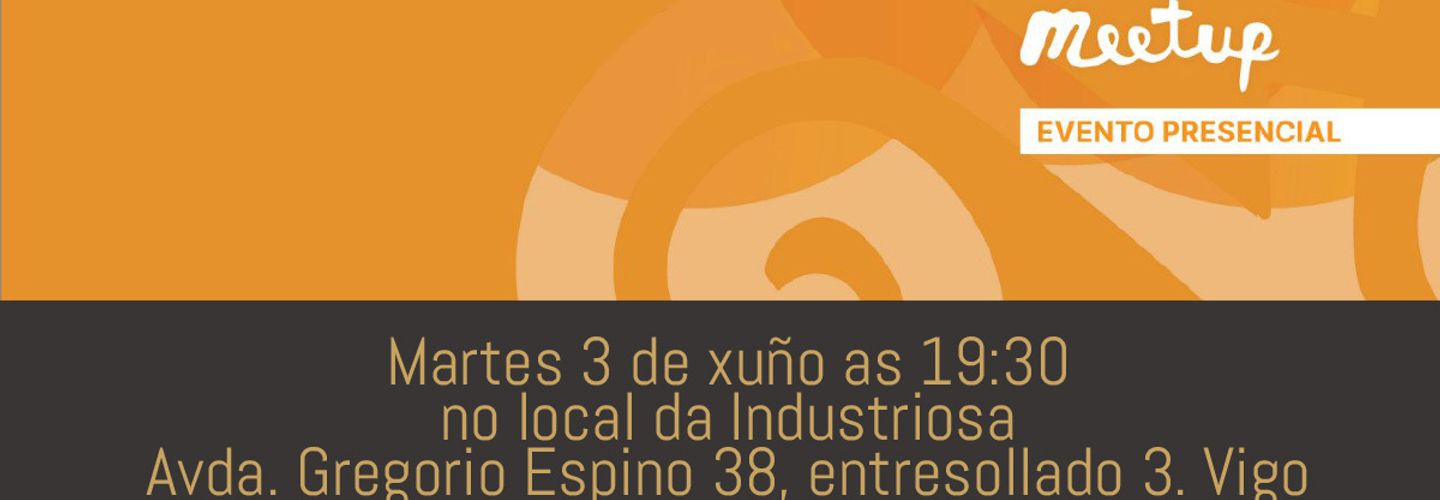 meetup
EVENTO PRESENCIAL
Martes 3 de xuño as 19:30
no local da Industriosa
Avda. Gregorio Espino 38, entresollado 3. Vigo